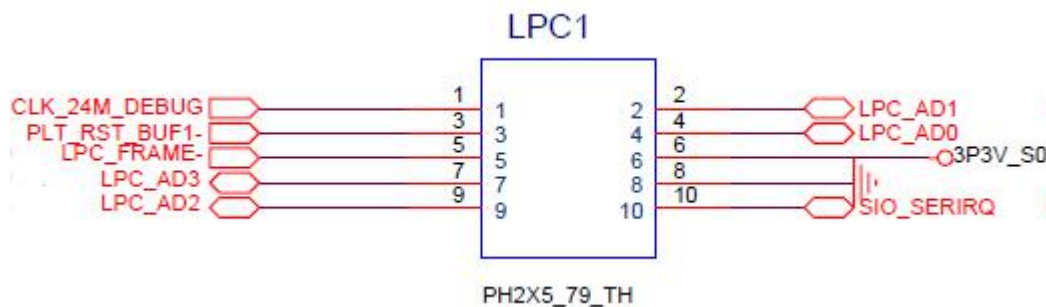 LPC1
CLK_24M_DEBUG 1 1 2 2 LPC_AD1
PLT_RST_BUF1- 3 3 4 4 LPC_AD0
LPC_FRAME- 5 5 6 6 3P3V_S0
LPC_AD3 7 7 8 8
LPC_AD2 9 9 10 10 SIO_SERIRQ
PH2X5_79_TH